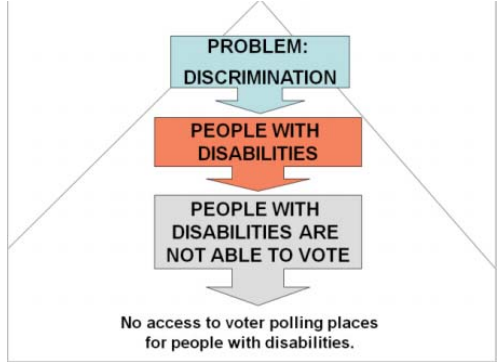 PROBLEM:
DISCRIMINATION
PEOPLE WITH
DISABILITIES
PEOPLE WITH
DISABILITIES ARE
NOT ABLE TO VOTE
No access to voter polling places
for people with disabilities.